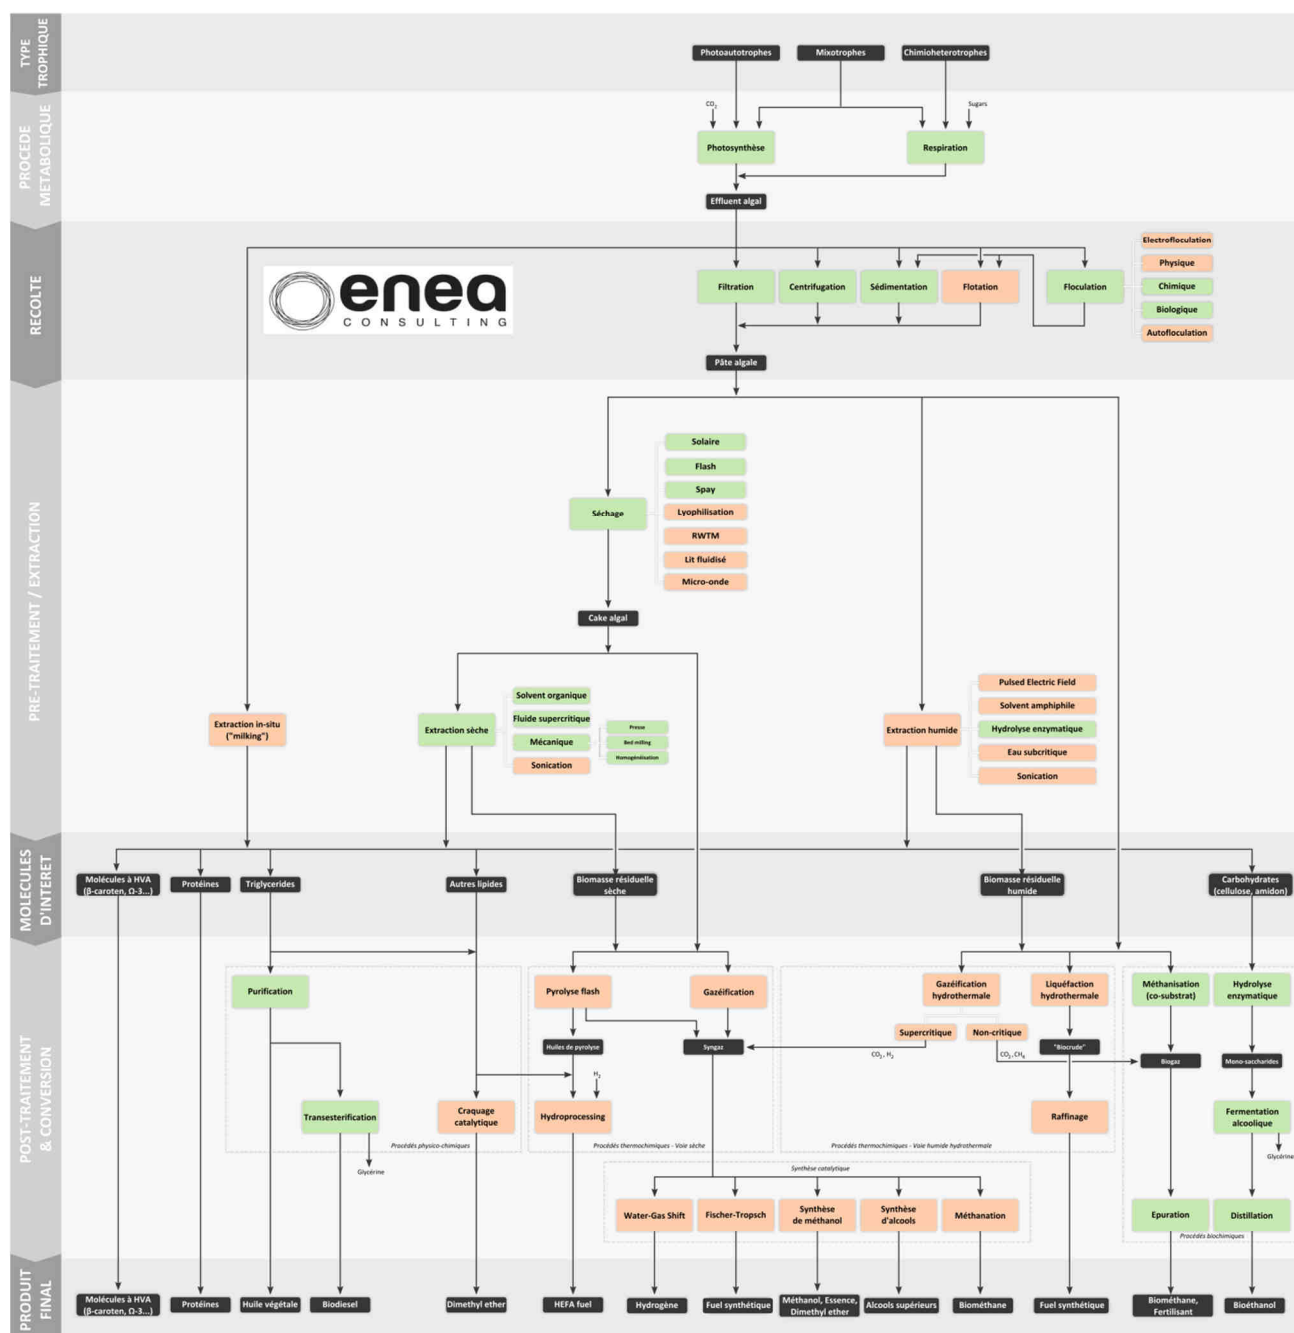 TYPE
TROPHIQUE
Photoautotrophes
Mixotrophes
Chimioheterotrophes
PROCEDE
METABOLIQUE
CO2
Sugars
Photosynthèse
Respiration
Effluent algal
RECOLTE
enea
CONSULTING
Filtration
Centrifugation
Sédimentation
Flotation
Floculation
Electrofloculation
Physique
Chimique
Biologique
Autofloculation
Pâte algale
PRE-TRAITEMENT / EXTRACTION
Séchage
Solaire
Flash
Spay
Lyophilisation
RWTM
Lit fluidisé
Micro-onde
Cake algal
Extraction in-situ
("milking")
Extraction sèche
Solvent organique
Fluide supercritique
Mécanique
Sonication
Presse
Bed milling
Homogénéisation
Extraction humide
Pulsed Electric Field
Solvant amphiphile
Hydrolyse enzymatique
Eau subcritique
Sonication
MOLECULES
D'INTERET
Molécules à HVA
(β-caroten, Ω-3...)
Protéines
Triglycerides
Autres lipides
Biomasse résiduelle
sèche
Biomasse résiduelle
humide
Carbohydrates
(cellulose, amidon)
POST-TRAITEMENT
& CONVERSION
Purification
Pyrolyse flash
Gazéification
Gazéification
hydrothermale
Liquéfaction
hydrothermale
Méthanisation
(co-substrat)
Hydrolyse
enzymatique
Supercritique
Non-critique
Huiles de pyrolyse
Syngaz
CO2, H2
"Biocrude"
CO2, CH4
Biogaz
Mono-saccharides
H2
Transesterification
Craquage
catalytique
Hydroprocessing
Raffinage
Fermentation
alcoolique
Procédés physico-chimiques
Procédés thermochimiques - Voie sèche
Procédés thermochimiques - Voie humide hydrothermale
Glycérine
Glycérine
Synthèse catalytique
Water-Gas Shift
Fischer-Tropsch
Synthèse
de méthanol
Synthèse
d'alcools
Méthanation
Epuration
Distillation
Procédés biochimiques
PRODUIT
FINAL
Molécules à HVA
(β-caroten, Ω-3...)
Protéines
Huile végétale
Biodiesel
Dimethyl ether
HEFA fuel
Hydrogène
Fuel synthétique
Méthanol, Essence,
Dimethyl ether
Alcools supérieurs
Biométhane
Fuel synthétique
Biométhane,
Fertilisant
Bioéthanol